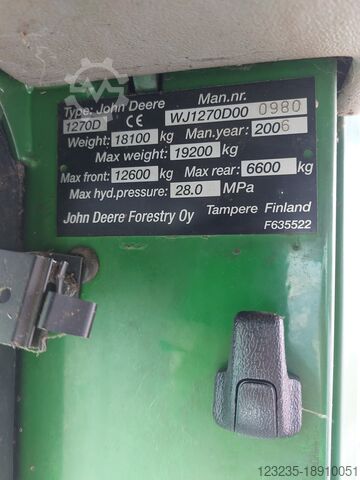 Type: John Deere Man.nr.
1270D CE WJ1270D00 0980
Weight: 18100 kg Man.year: 2006
Max weight: 19200 kg
Max front: 12600 kg Max rear: 6600 kg
Max hyd.pressure: 28.0 MPa
John Deere Forestry Oy Tampere Finland
F635522
123235-18910051